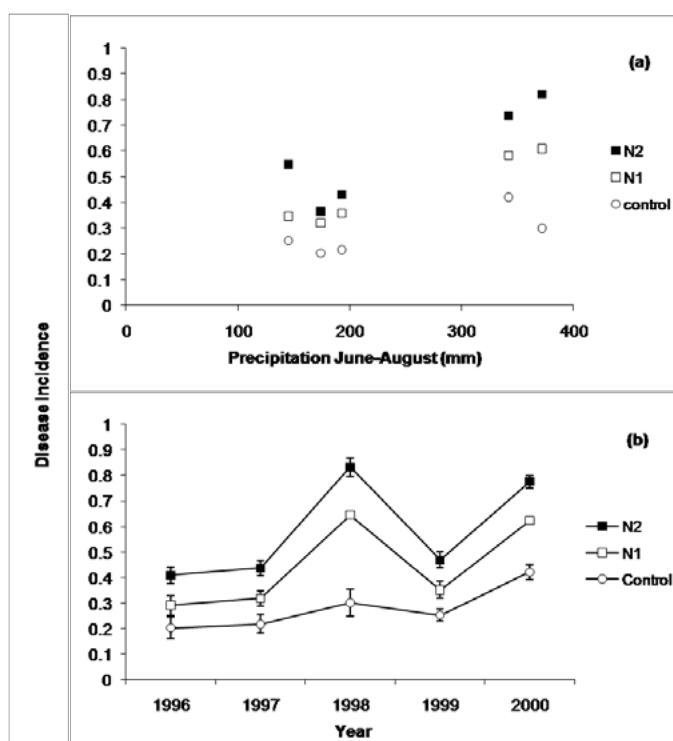 Disease Incidence
(a)
1
0.9
0.8
0.7
0.6
0.5
0.4
0.3
0.2
0.1
0
0 100 200 300 400
Precipitation June-August (mm)
N2
N1
control
(b)
1
0.9
0.8
0.7
0.6
0.5
0.4
0.3
0.2
0.1
0
1996 1997 1998 1999 2000
Year
N2
N1
Control